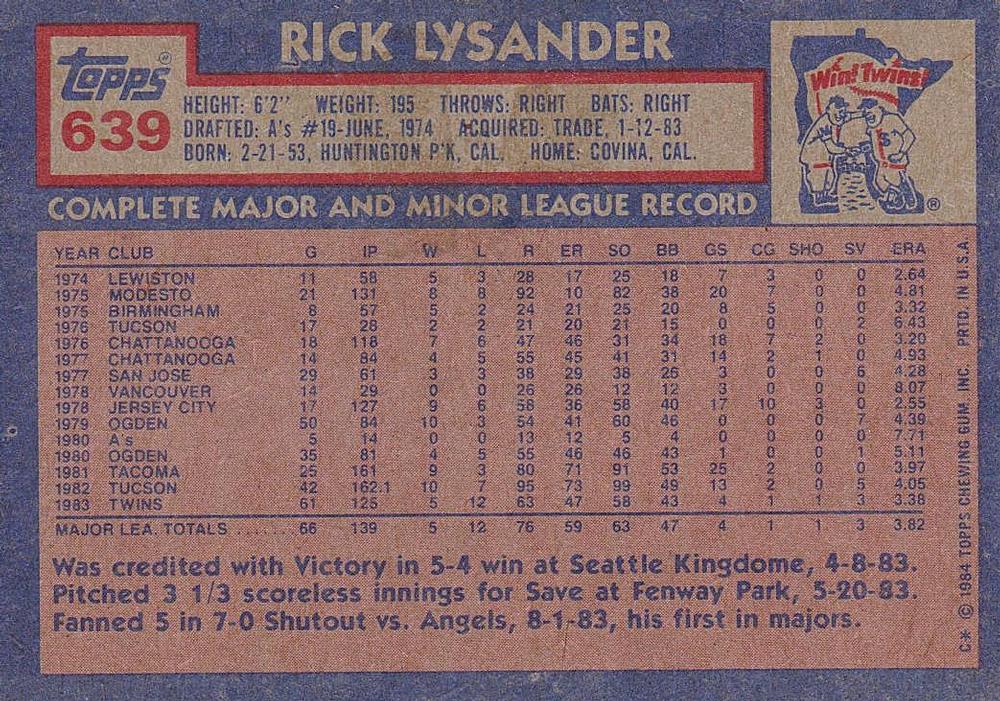 RICK LYSANDER
Topps®
639
HEIGHT: 6'2" WEIGHT: 195 THROWS: RIGHT BATS: RIGHT
DRAFTED: A's #19-JUNE, 1974 ACQUIRED: TRADE, 1-12-83
BORN: 2-21-53, HUNTINGTON P'K, CAL. HOME: COVINA, CAL.
Win! Twins!
®
COMPLETE MAJOR AND MINOR LEAGUE RECORD
YEAR CLUB G IP W L R ER SO BB GS CG SHO SV ERA
1974 LEWISTON 11 58 5 3 28 17 25 18 7 3 0 0 2.64
1975 MODESTO 21 131 8 8 92 10 82 38 20 7 0 0 4.81
1975 BIRMINGHAM 8 57 5 2 24 21 25 20 8 5 0 0 3.32
1976 TUCSON 17 28 2 2 21 20 21 15 0 0 0 2 6.43
1976 CHATTANOOGA 18 118 7 6 47 46 31 34 18 7 2 0 3.20
1977 CHATTANOOGA 14 84 4 5 55 45 41 31 14 2 1 0 4.93
1977 SAN JOSE 29 61 3 3 38 29 38 25 3 0 0 6 4.28
1978 VANCOUVER 14 29 0 0 26 26 12 12 3 0 0 0 8.07
1978 JERSEY CITY 17 127 9 6 58 36 58 40 17 10 3 0 2.55
1979 OGDEN 50 84 10 3 54 41 60 46 0 0 0 7 4.39
1980 A's 5 14 0 0 13 12 5 4 0 0 0 0 7.71
1980 OGDEN 35 81 4 5 55 46 46 43 1 0 0 1 5.11
1981 TACOMA 25 161 9 3 80 71 91 53 25 2 0 0 3.97
1982 TUCSON 42 162.1 10 7 95 73 99 49 13 2 0 5 4.05
1983 TWINS 61 125 5 12 63 47 58 43 4 1 1 3 3.38
MAJOR LEA. TOTALS ....... 66 139 5 12 76 59 63 47 4 1 1 3 3.82
Was credited with Victory in 5-4 win at Seattle Kingdome, 4-8-83.
Pitched 3 1/3 scoreless innings for Save at Fenway Park, 5-20-83.
Fanned 5 in 7-0 Shutout vs. Angels, 8-1-83, his first in majors.
C* © 1984 TOPPS CHEWING GUM, INC. PRTD. IN U.S.A.